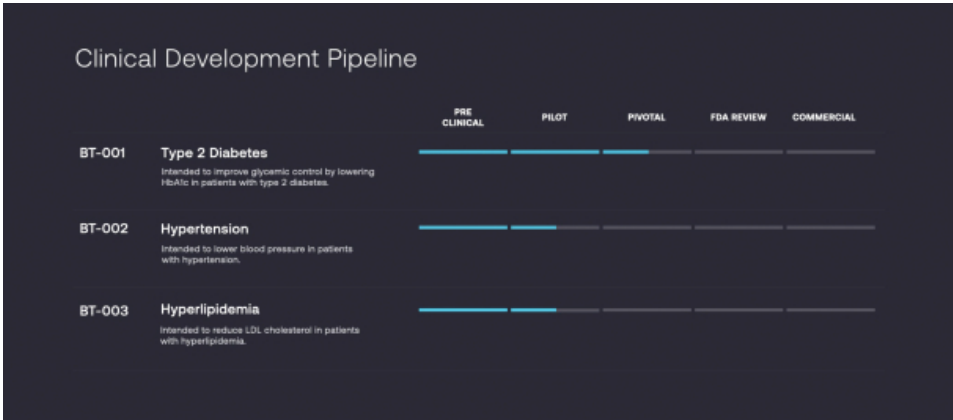 Clinical Development Pipeline
PRE
CLINICAL
PILOT
PIVOTAL
FDA REVIEW
COMMERCIAL
BT-001
Type 2 Diabetes
Intended to improve glycemic control by lowering
HbA1c in patients with type 2 diabetes.
BT-002
Hypertension
Intended to lower blood pressure in patients
with hypertension.
BT-003
Hyperlipidemia
Intended to reduce LDL cholesterol in patients
with hyperlipidemia.